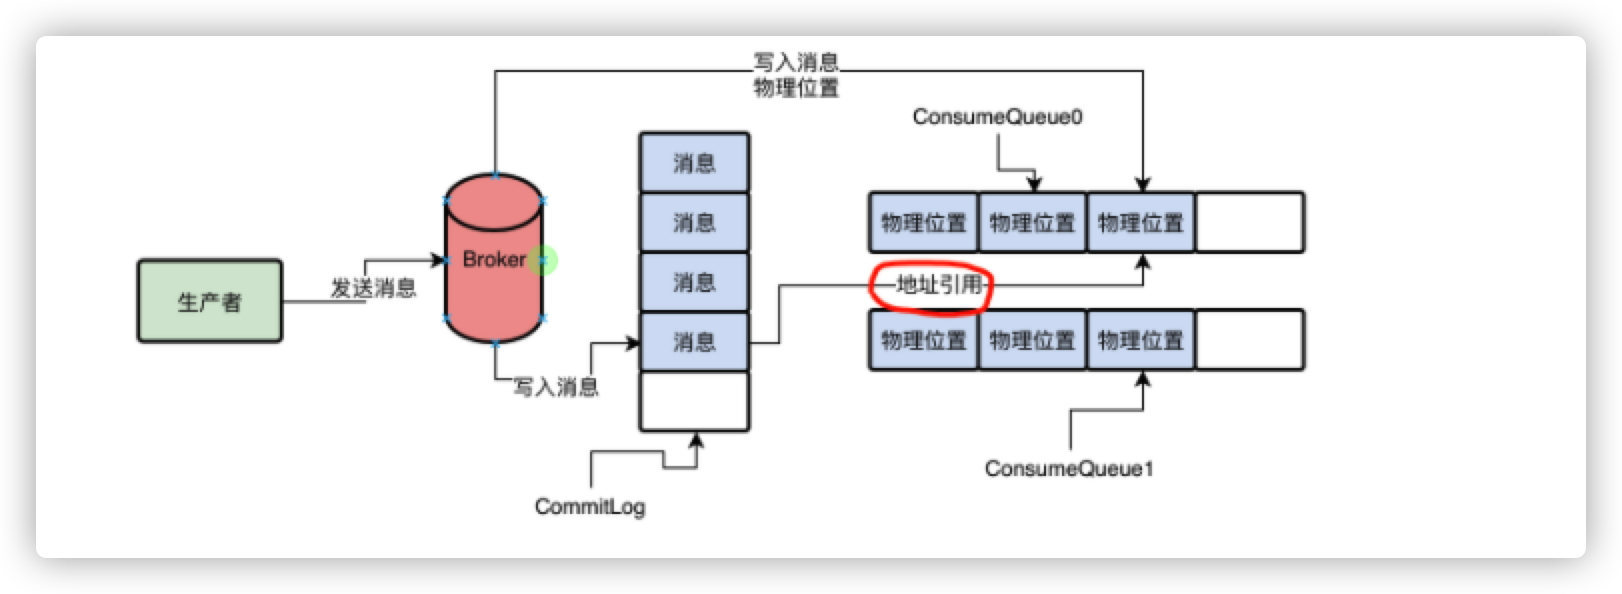 写入消息
物理位置
ConsumeQueue0
消息
消息
物理位置
物理位置
物理位置
Broker
发送消息
生产者
消息
地址引用
消息
物理位置
物理位置
物理位置
写入消息
ConsumeQueue1
CommitLog